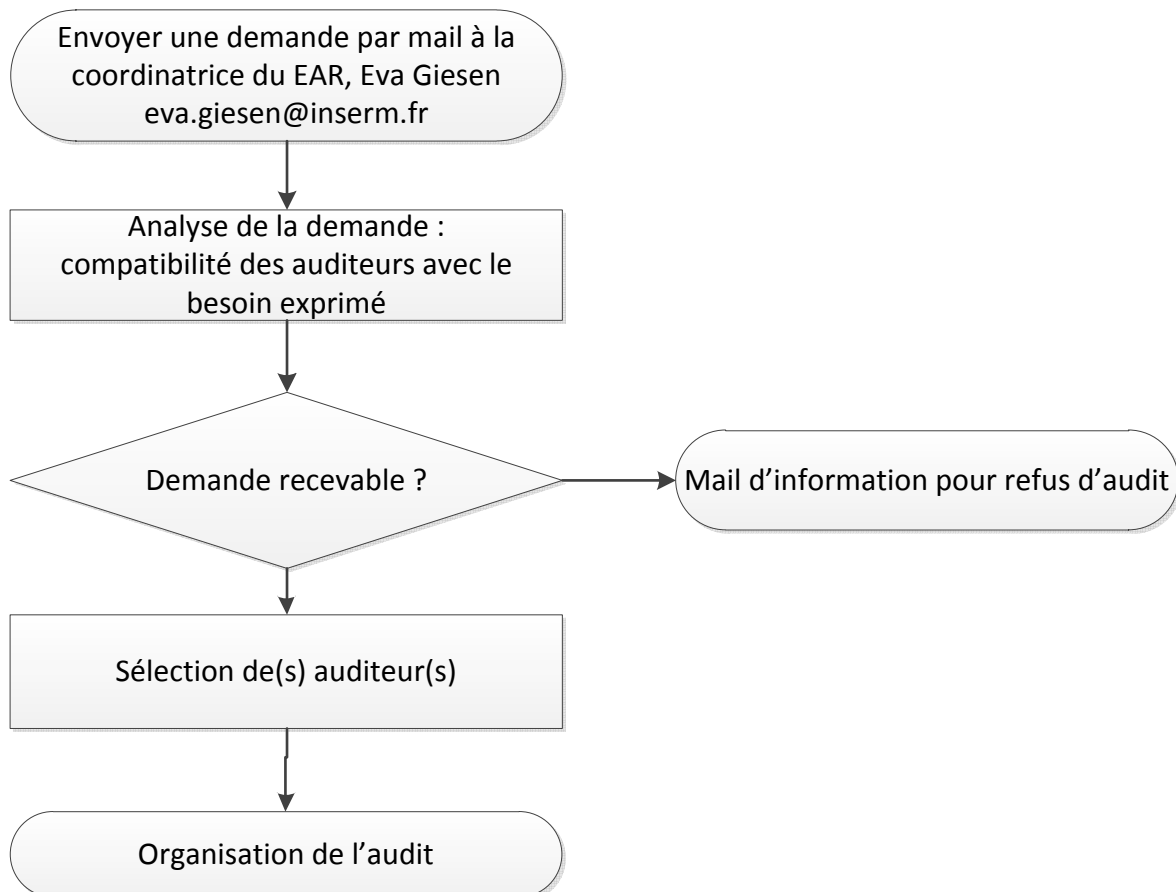 Envoyer une demande par mail à la
coordinatrice du EAR, Eva Giesen
eva.giesen@inserm.fr
Analyse de la demande :
compatibilité des auditeurs avec le
besoin exprimé
Demande recevable ?
Mail d’information pour refus d’audit
Sélection de(s) auditeur(s)
Organisation de l’audit